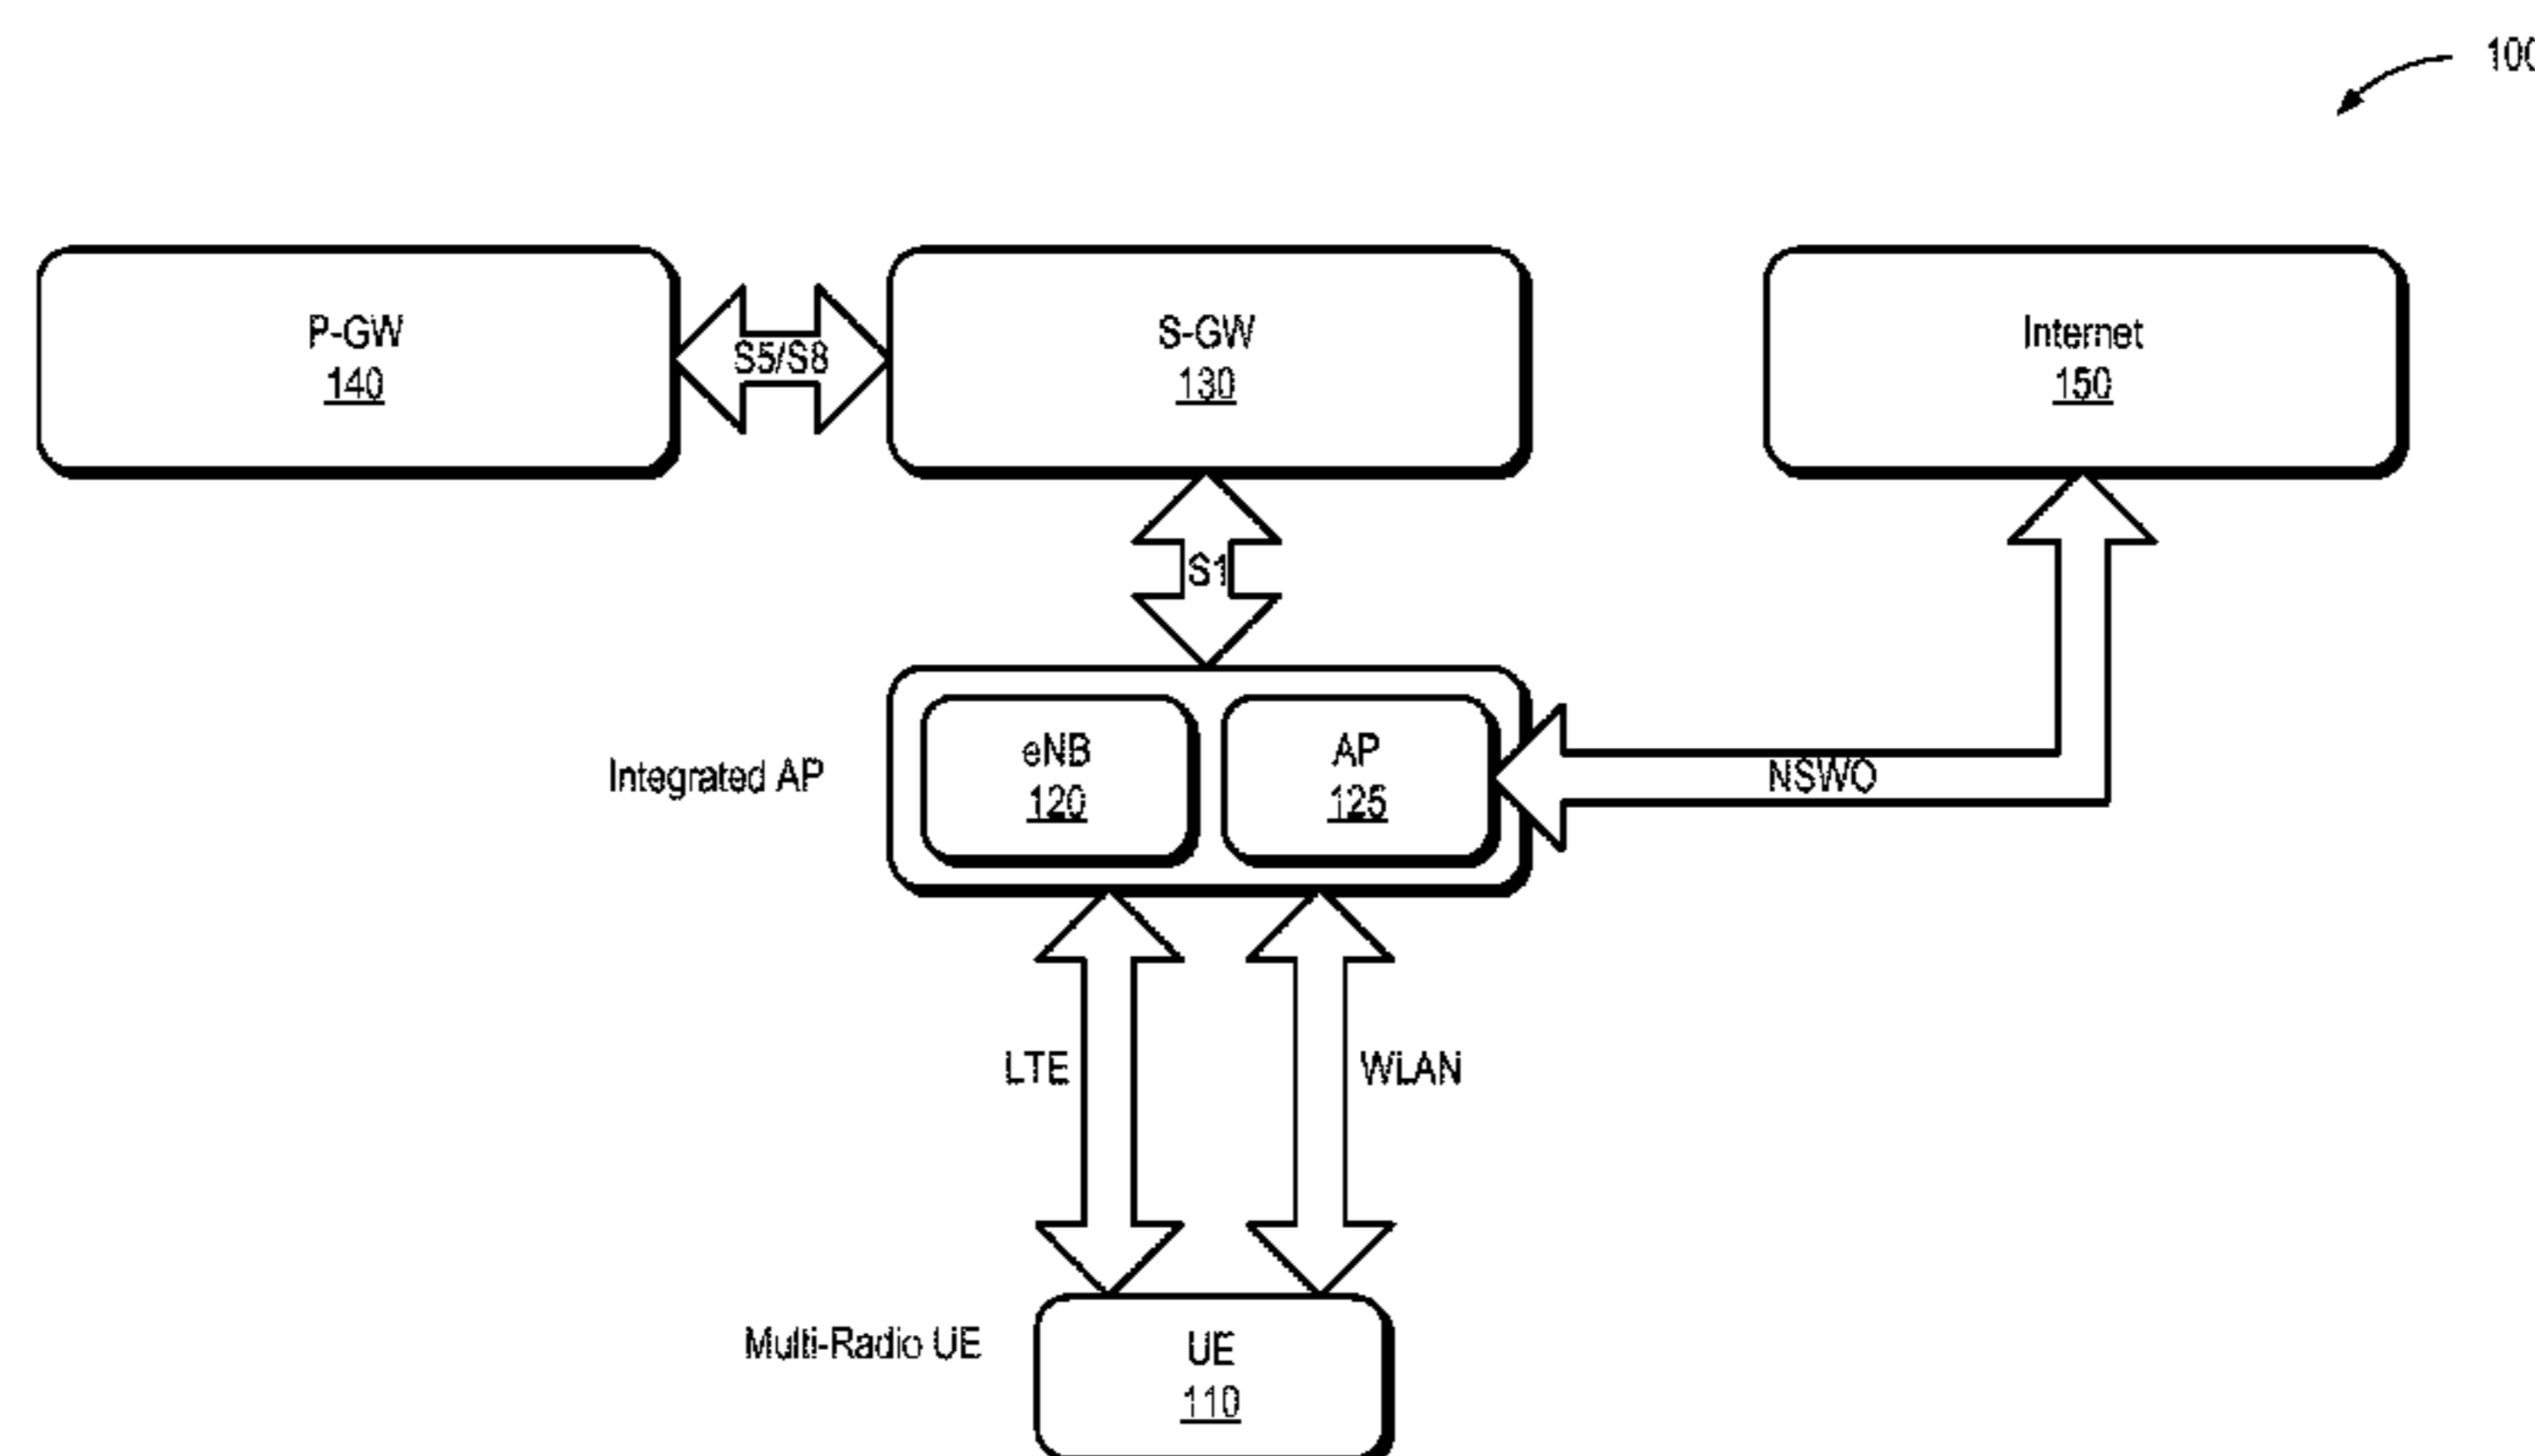 100
P-GW
140
S5/S8
S-GW
130
Internet
150
S1
Integrated AP
eNB
120
AP
125
NSWO
LTE
WLAN
Multi-Radio UE
UE
110